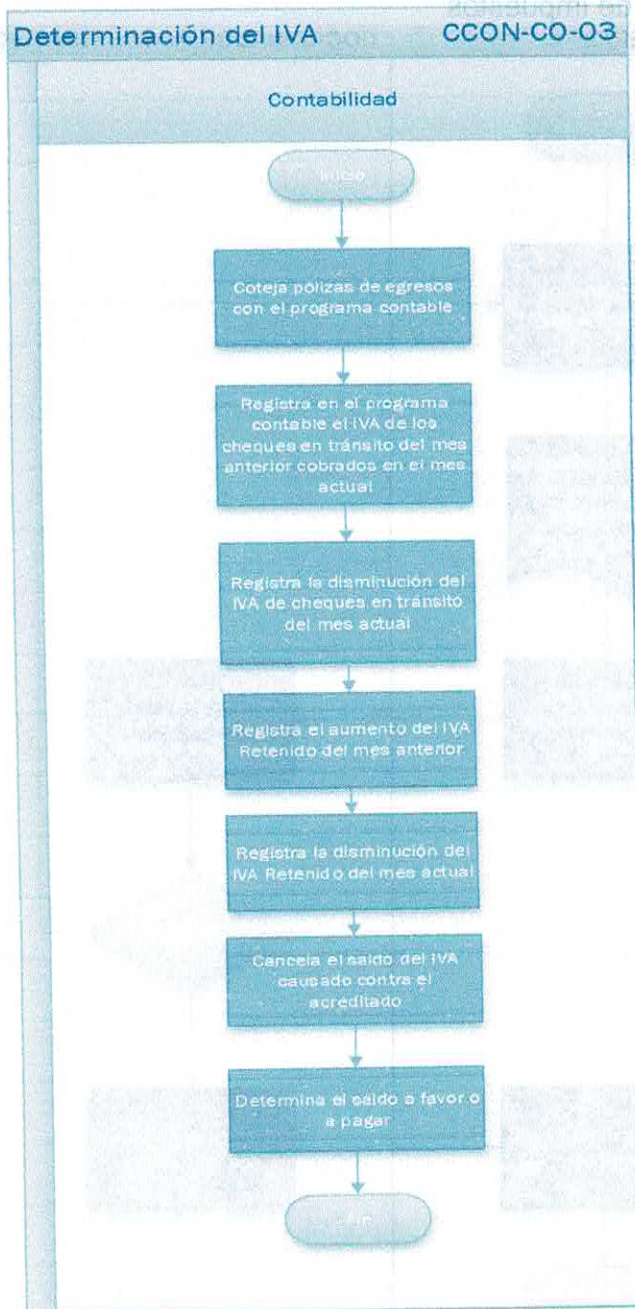 de impuestos
Determinación del IVA CCON-CO-03
Contabilidad
Inicio
Coteja pólizas de egresos
con el programa contable
Registra en el programa
contable el IVA de los
cheques en tránsito del mes
anterior cobrados en el mes
actual
Registra la disminución del
IVA de cheques en tránsito
del mes actual
Registra el aumento del IVA
Retenido del mes anterior
Registra la disminución del
IVA Retenido del mes actual
Cancela el saldo del IVA
causado contra el
acreditado
Determina el saldo a favor o
a pagar